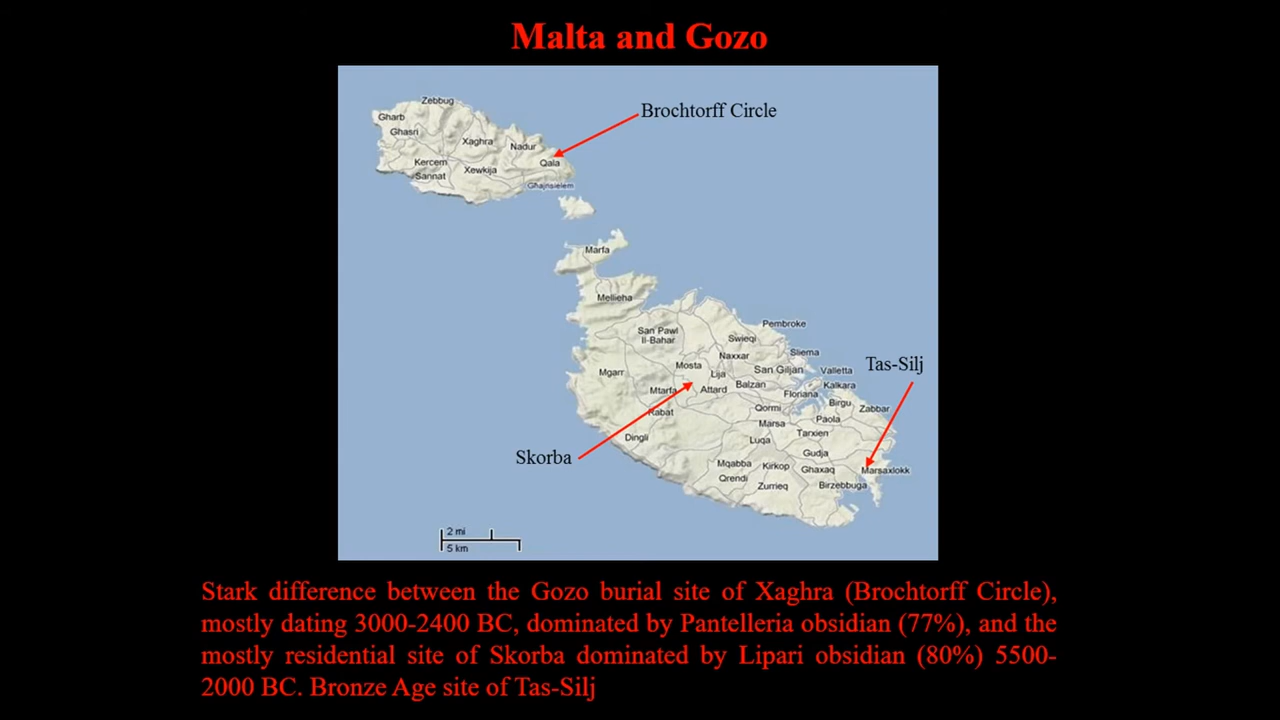 Malta and Gozo
Brochtorff Circle
Zebbug
Gharb
Ghasri
Xaghra
Nadur
Kercem
Qala
Sannat
Xewkija
Ghajnsielem
Marfa
Mellieha
San Pawl
Il-Bahar
Pembroke
Swieqi
Sliema
Naxxar
Mosta
Mgarr
Lija
San Giljan
Valletta
Tas-Silj
Mtarfa
Attard
Balzan
Kalkara
Floriana
Birgu
Zabbar
Rabat
Qormi
Paola
Marsa
Tarxien
Dingli
Luqa
Skorba
Gudja
Mqabba
Kirkop
Ghaxaq
Marsaxlokk
Qrendi
Zurrieq
Birzebbuga
2 mi
5 km
Stark difference between the Gozo burial site of Xaghra (Brochtorff Circle),
mostly dating 3000-2400 BC, dominated by Pantelleria obsidian (77%), and the
mostly residential site of Skorba dominated by Lipari obsidian (80%) 5500-
2000 BC. Bronze Age site of Tas-Silj